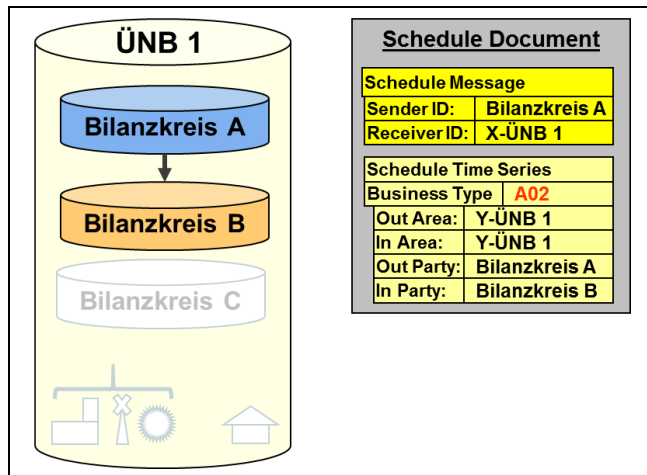 ÜNB 1
Bilanzkreis A
Bilanzkreis B
Bilanzkreis C
Schedule Document
Schedule Message
Sender ID: Bilanzkreis A
Receiver ID: X-ÜNB 1
Schedule Time Series
Business Type A02
Out Area: Y-ÜNB 1
In Area: Y-ÜNB 1
Out Party: Bilanzkreis A
In Party: Bilanzkreis B